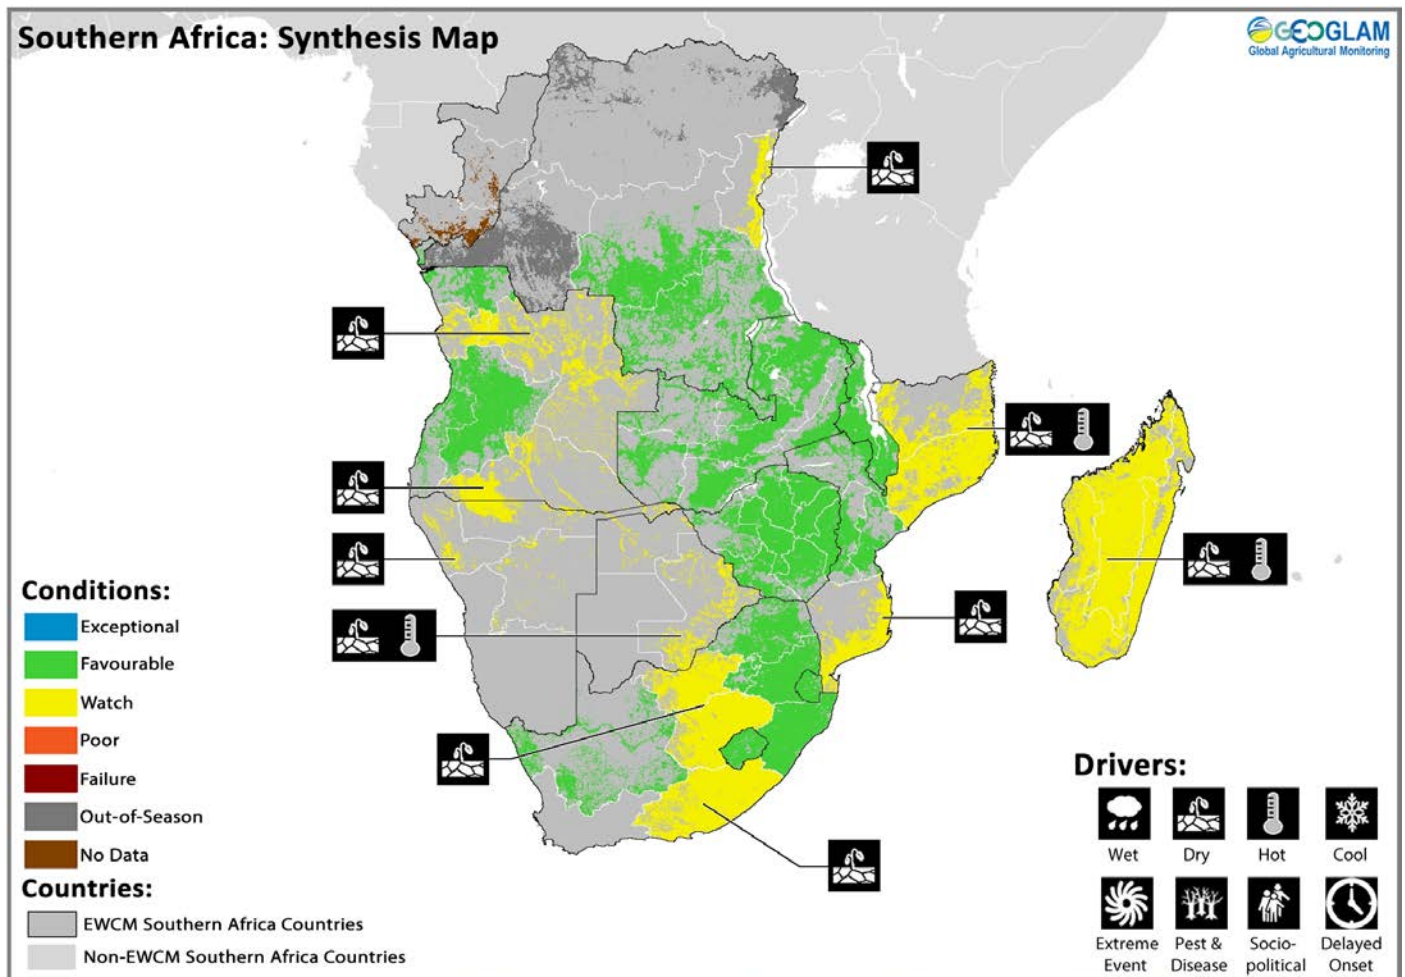 Southern Africa: Synthesis Map
GEOGLAM
Global Agricultural Monitoring
Conditions:
Exceptional
Favourable
Watch
Poor
Failure
Out-of-Season
No Data
Countries:
EWCM Southern Africa Countries
Non-EWCM Southern Africa Countries
Drivers:
Wet
Dry
Hot
Cool
Extreme
Event
Pest &
Disease
Socio-
political
Delayed
Onset